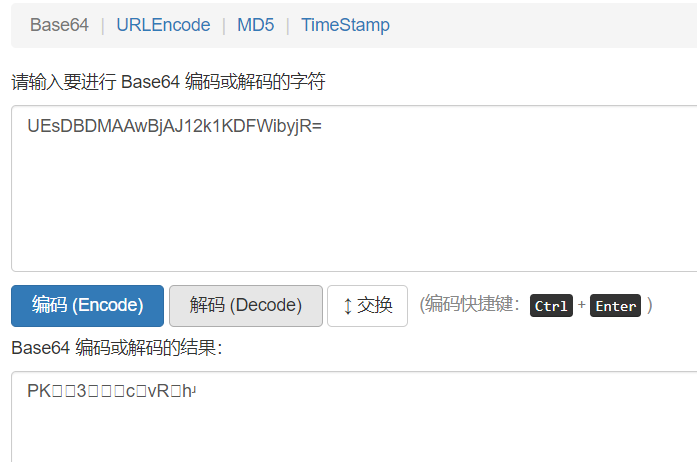 Base64 | URLEncode | MD5 | TimeStamp
请输入要进行 Base64 编码或解码的字符
UEsDBDMAAwBjAJ12k1KDFWibyjR=
编码 (Encode) 解码 (Decode) ↕ 交换 (编码快捷键： Ctrl + Enter )
Base64 编码或解码的结果：
PK□□3□□□c□vR□h